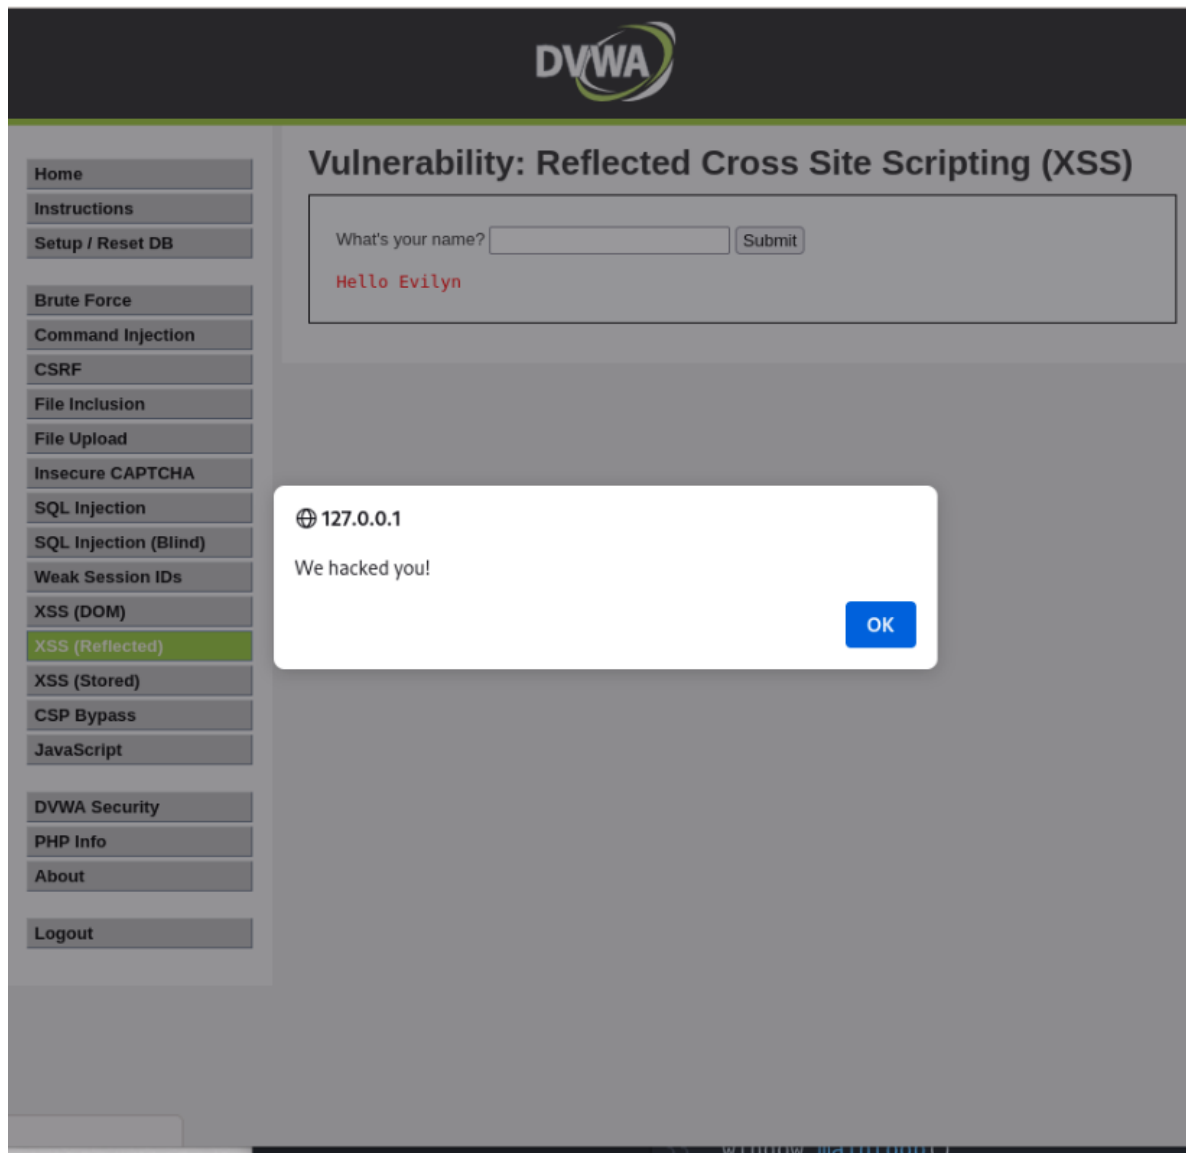 DVWA
Vulnerability: Reflected Cross Site Scripting (XSS)
Home
Instructions
Setup / Reset DB
Brute Force
Command Injection
CSRF
File Inclusion
File Upload
Insecure CAPTCHA
SQL Injection
SQL Injection (Blind)
Weak Session IDs
XSS (DOM)
XSS (Reflected)
XSS (Stored)
CSP Bypass
JavaScript
DVWA Security
PHP Info
About
Logout
What's your name? Submit
Hello Evilyn
127.0.0.1
We hacked you!
OK